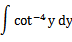 ∫ cot⁻⁴ y dy